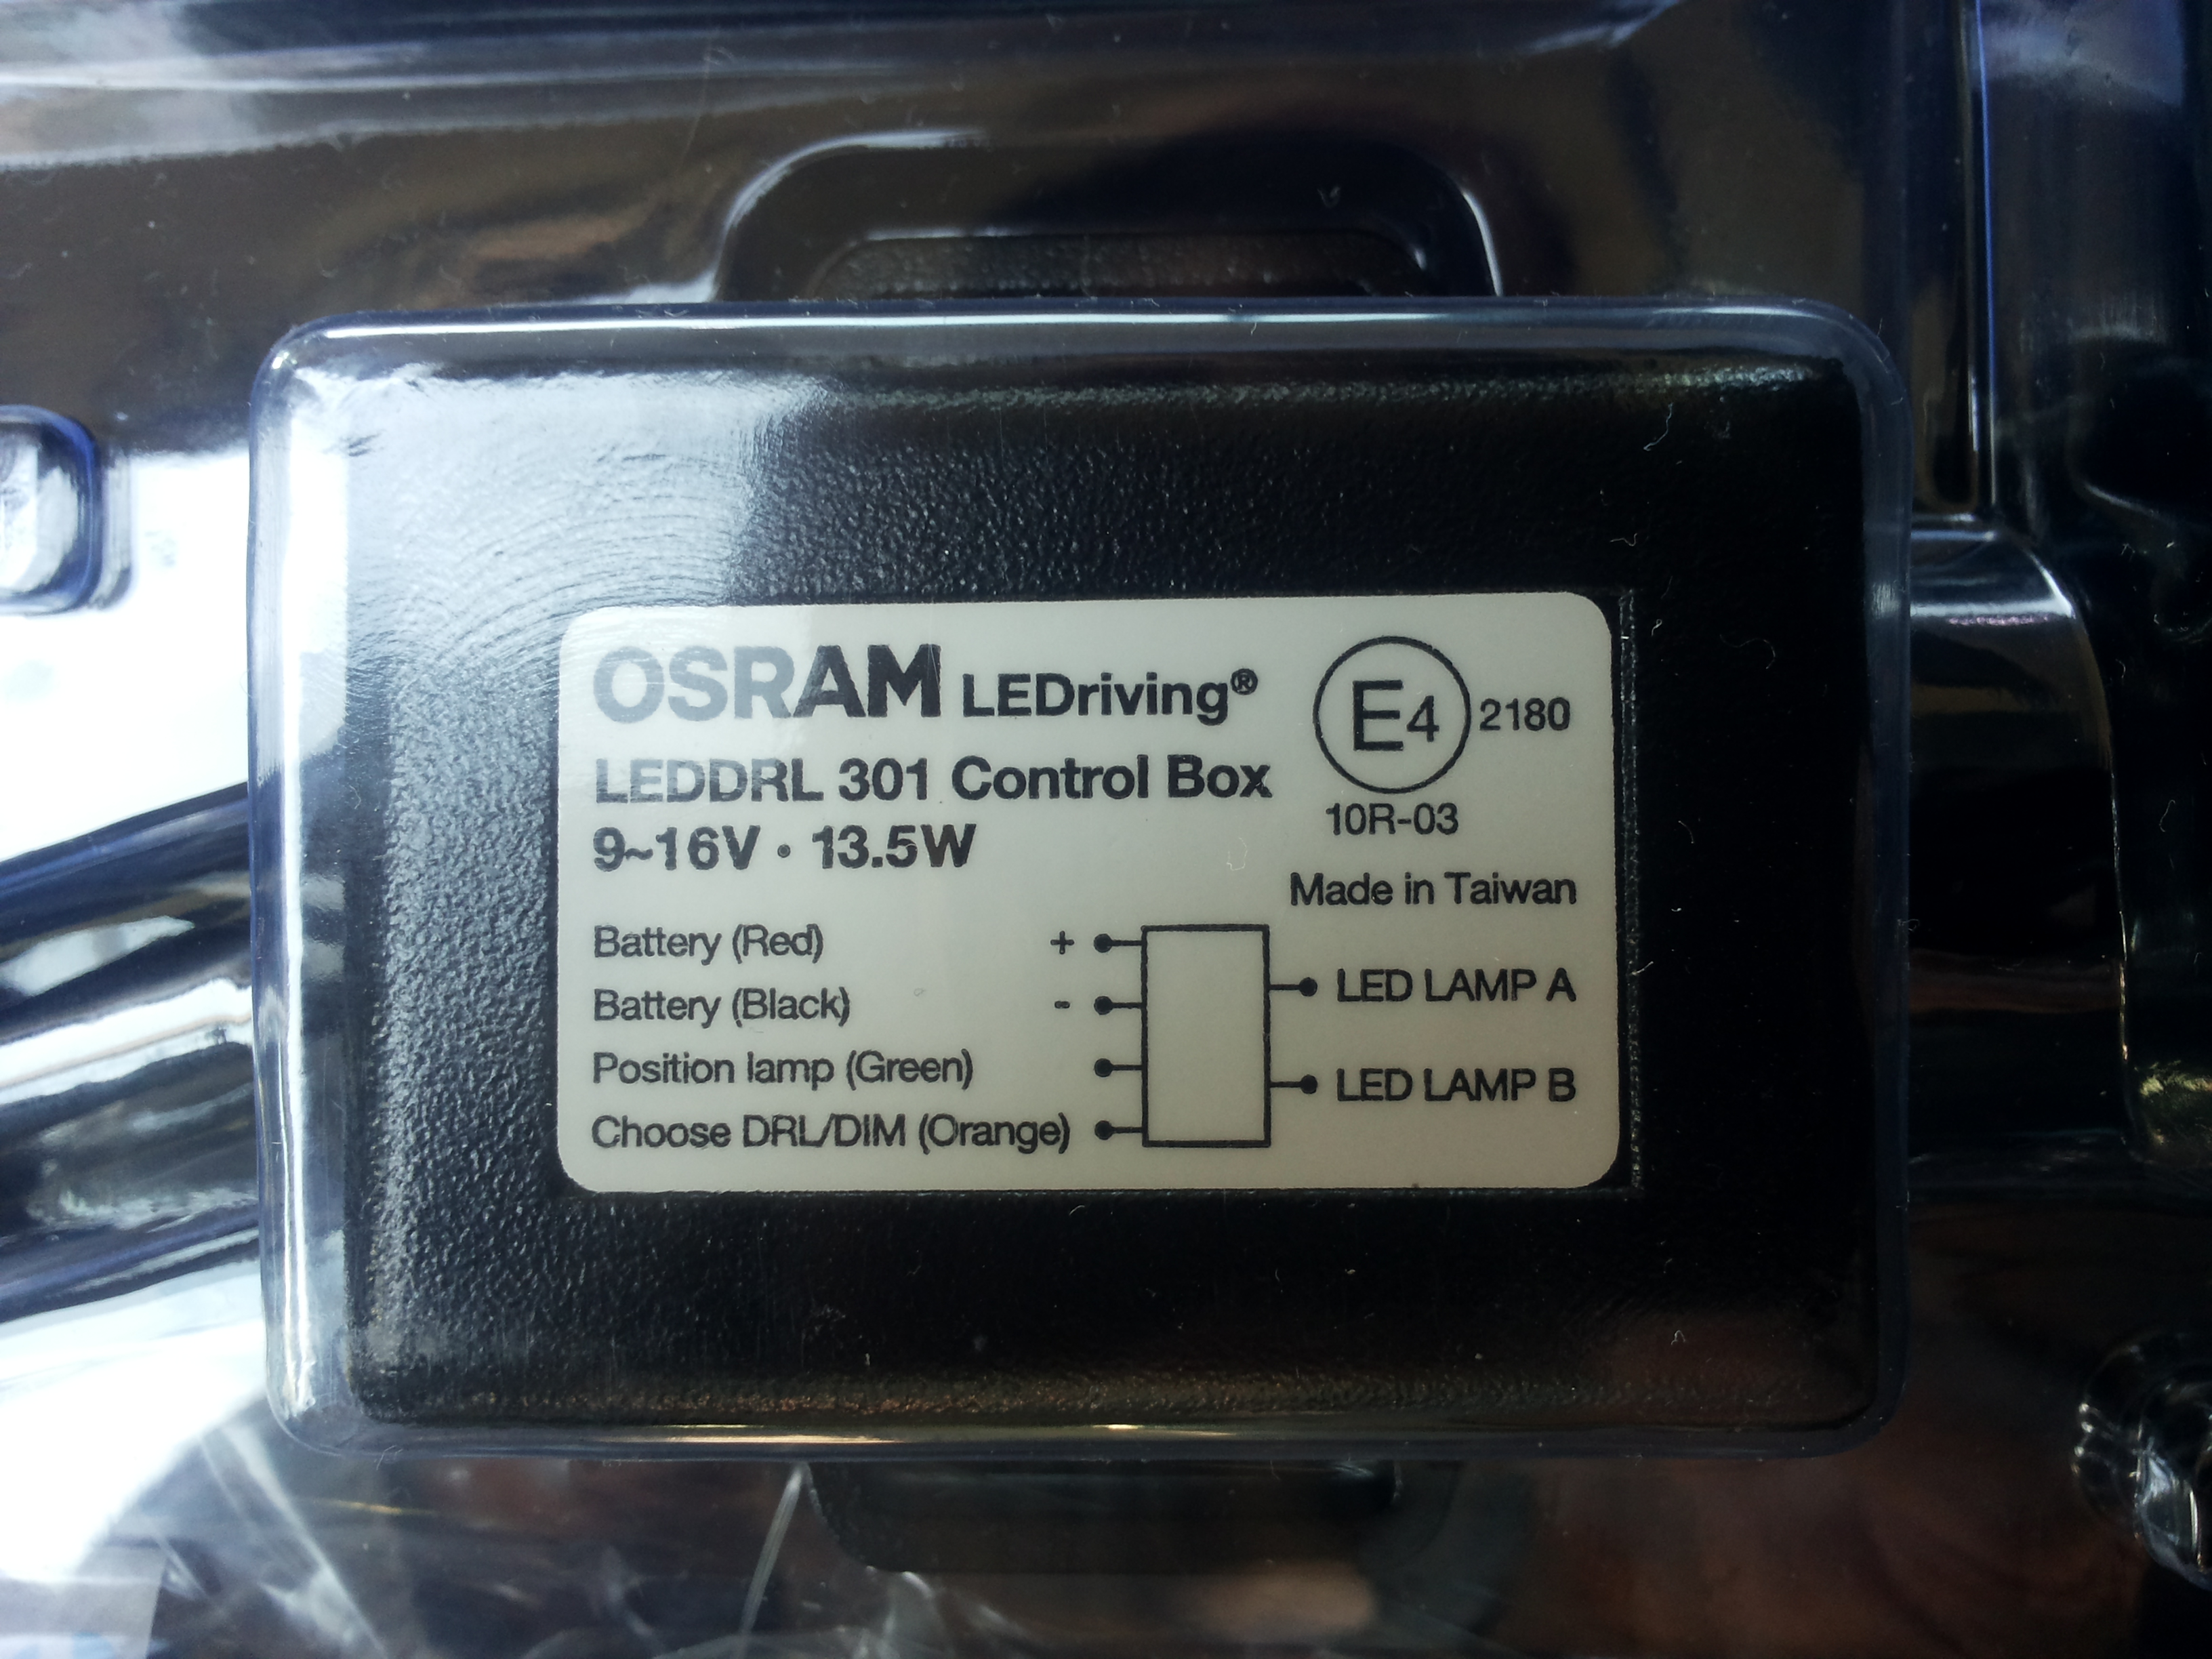 OSRAM LEDriving®
E4 2180
LEDDRL 301 Control Box
10R-03
9~16V · 13.5W
Made in Taiwan
Battery (Red) +
Battery (Black) -
Position lamp (Green)
Choose DRL/DIM (Orange)
LED LAMP A
LED LAMP B